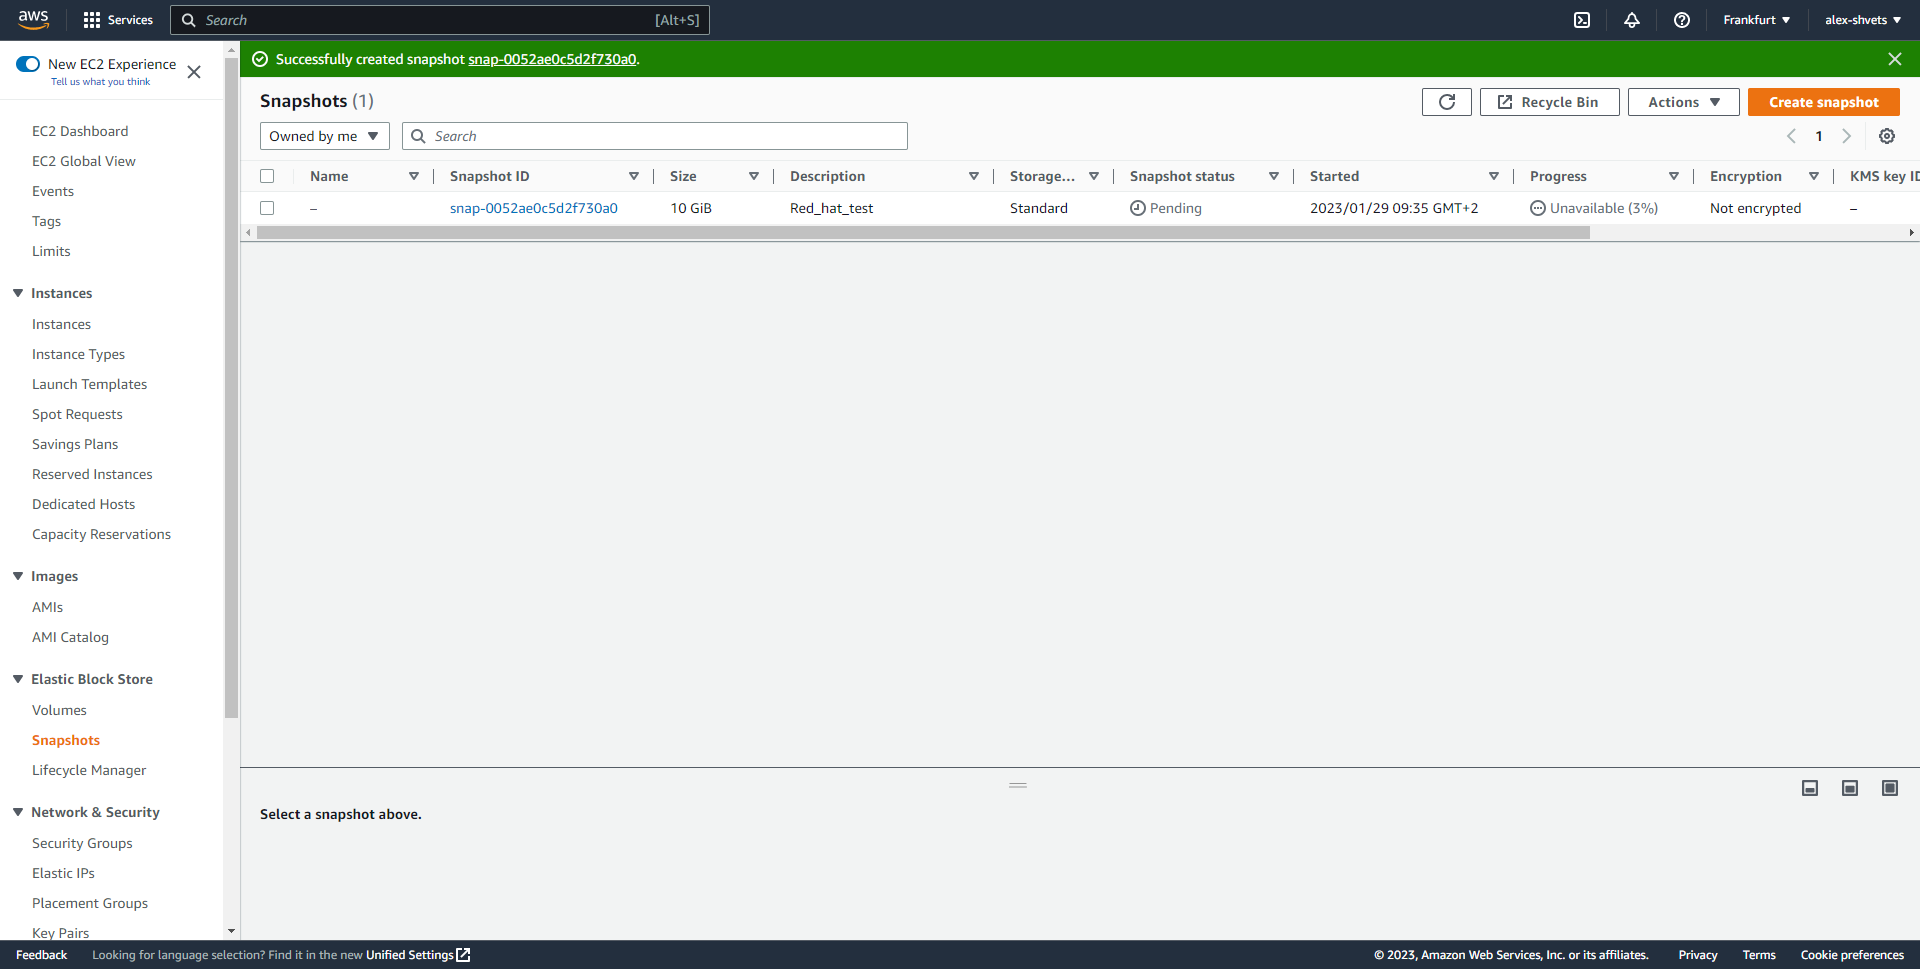 aws Services Search [Alt+S] Frankfurt alex-shvets
New EC2 Experience
Tell us what you think
EC2 Dashboard
EC2 Global View
Events
Tags
Limits
Instances
Instances
Instance Types
Launch Templates
Spot Requests
Savings Plans
Reserved Instances
Dedicated Hosts
Capacity Reservations
Images
AMIs
AMI Catalog
Elastic Block Store
Volumes
Snapshots
Lifecycle Manager
Network & Security
Security Groups
Elastic IPs
Placement Groups
Key Pairs
Successfully created snapshot snap-0052ae0c5d2f730a0.
Snapshots (1) Recycle Bin Actions Create snapshot
Owned by me Search 1
Name Snapshot ID Size Description Storage... Snapshot status Started Progress Encryption KMS key ID
– snap-0052ae0c5d2f730a0 10 GiB Red_hat_test Standard Pending 2023/01/29 09:35 GMT+2 Unavailable (3%) Not encrypted –
Select a snapshot above.
Feedback Looking for language selection? Find it in the new Unified Settings © 2023, Amazon Web Services, Inc. or its affiliates. Privacy Terms Cookie preferences